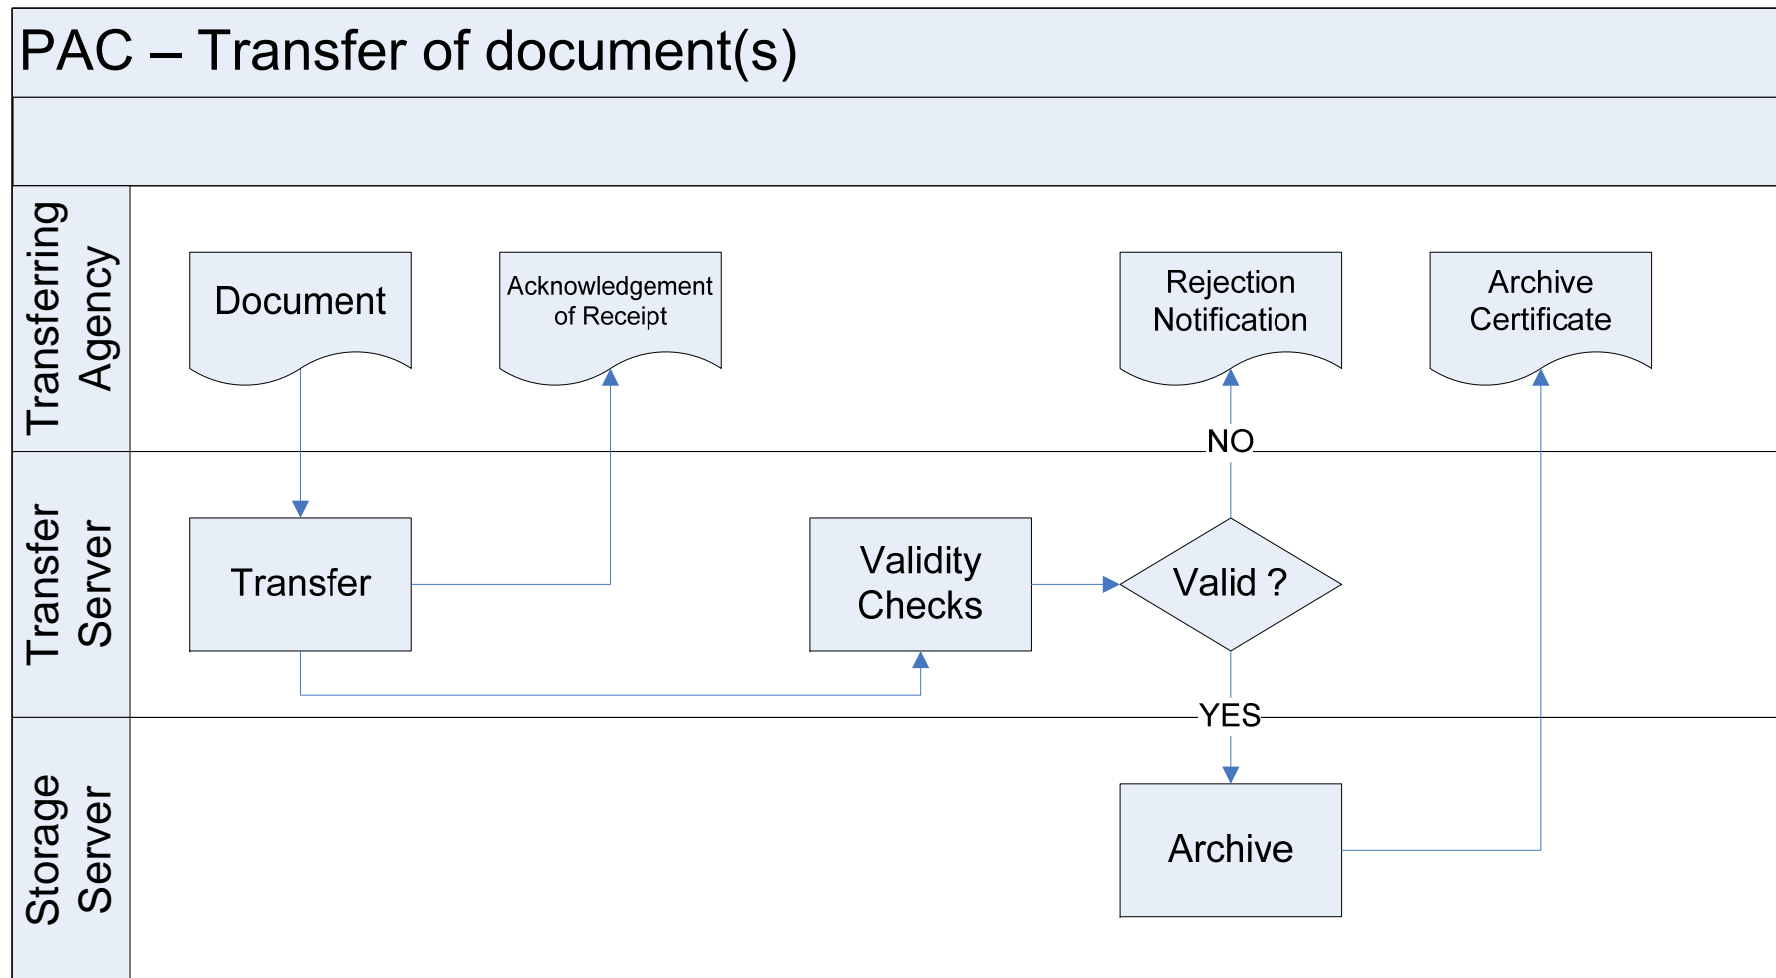 PAC – Transfer of document(s)
Transferring
Agency
Document
Acknowledgement
of Receipt
Rejection
Notification
Archive
Certificate
NO
Transfer
Server
Transfer
Validity
Checks
Valid ?
YES
Storage
Server
Archive